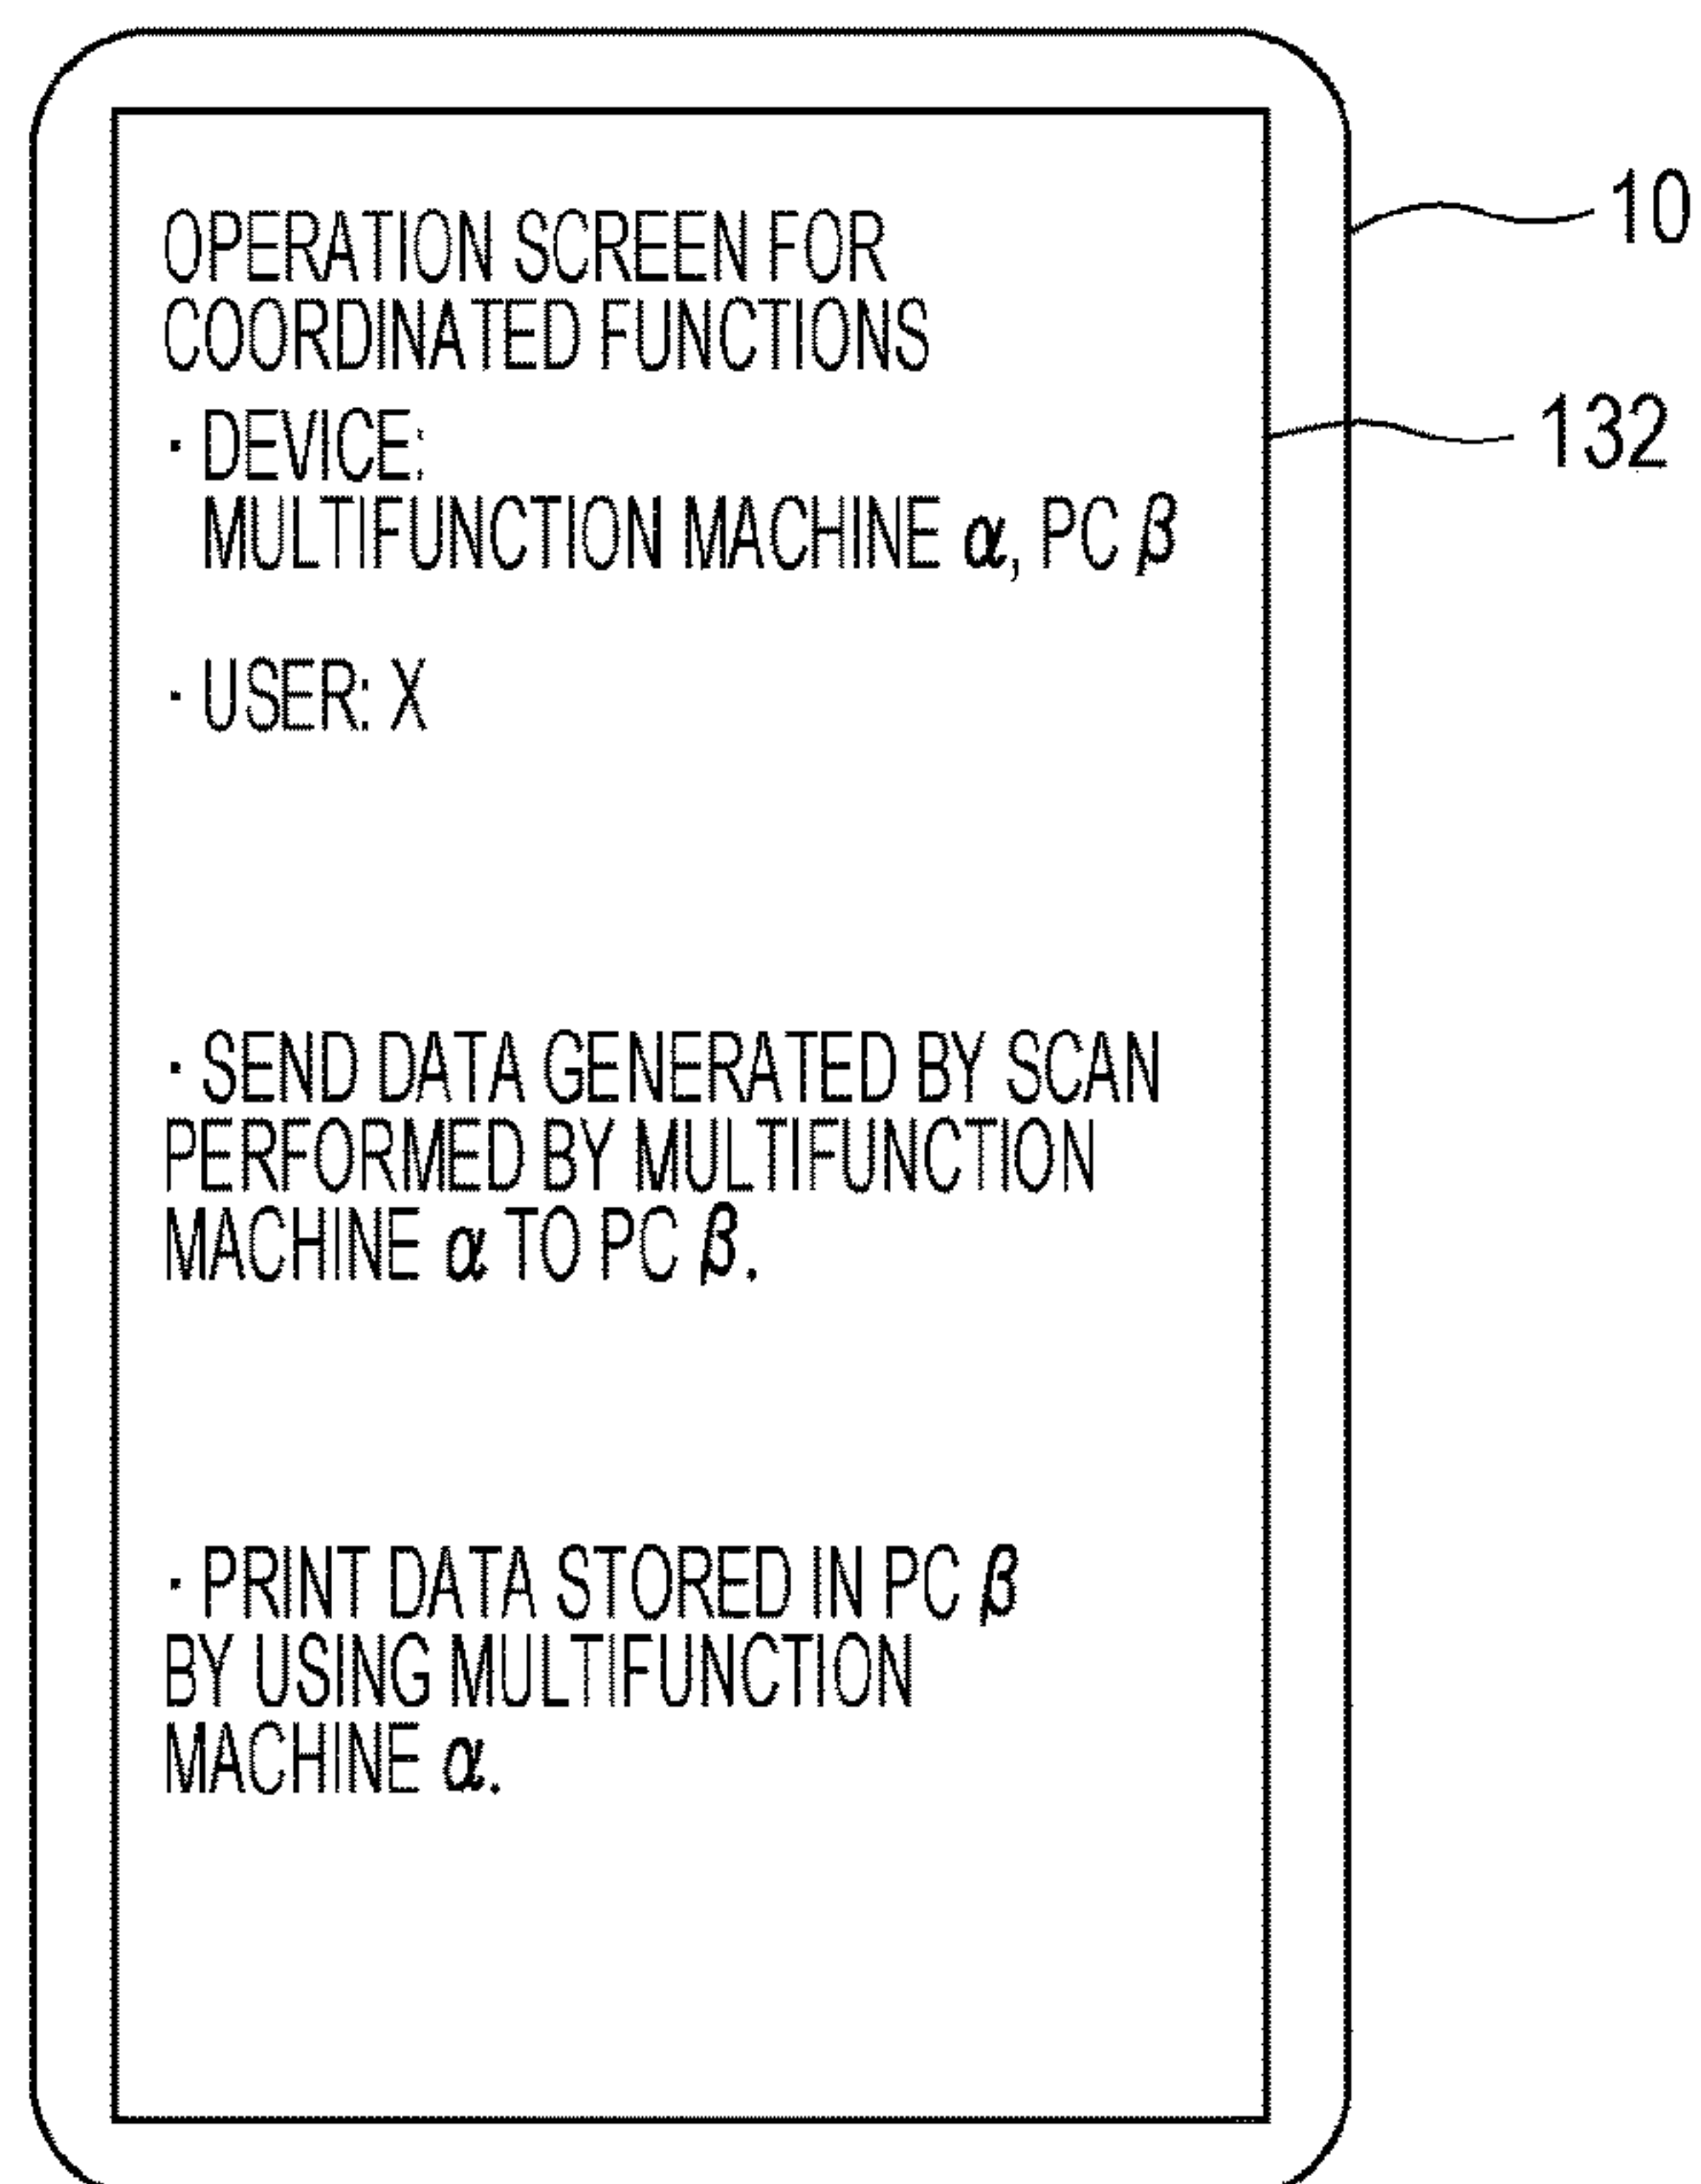 OPERATION SCREEN FOR
COORDINATED FUNCTIONS
· DEVICE:
MULTIFUNCTION MACHINE α, PC β
· USER: X
· SEND DATA GENERATED BY SCAN
PERFORMED BY MULTIFUNCTION
MACHINE α TO PC β.
· PRINT DATA STORED IN PC β
BY USING MULTIFUNCTION
MACHINE α.
10
132